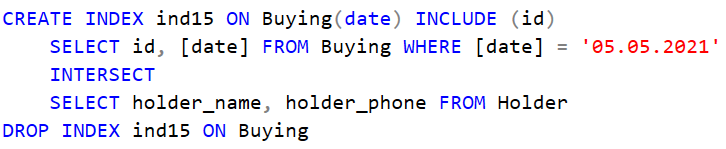 CREATE INDEX ind15 ON Buying(date) INCLUDE (id)
SELECT id, [date] FROM Buying WHERE [date] = '05.05.2021'
INTERSECT
SELECT holder_name, holder_phone FROM Holder
DROP INDEX ind15 ON Buying